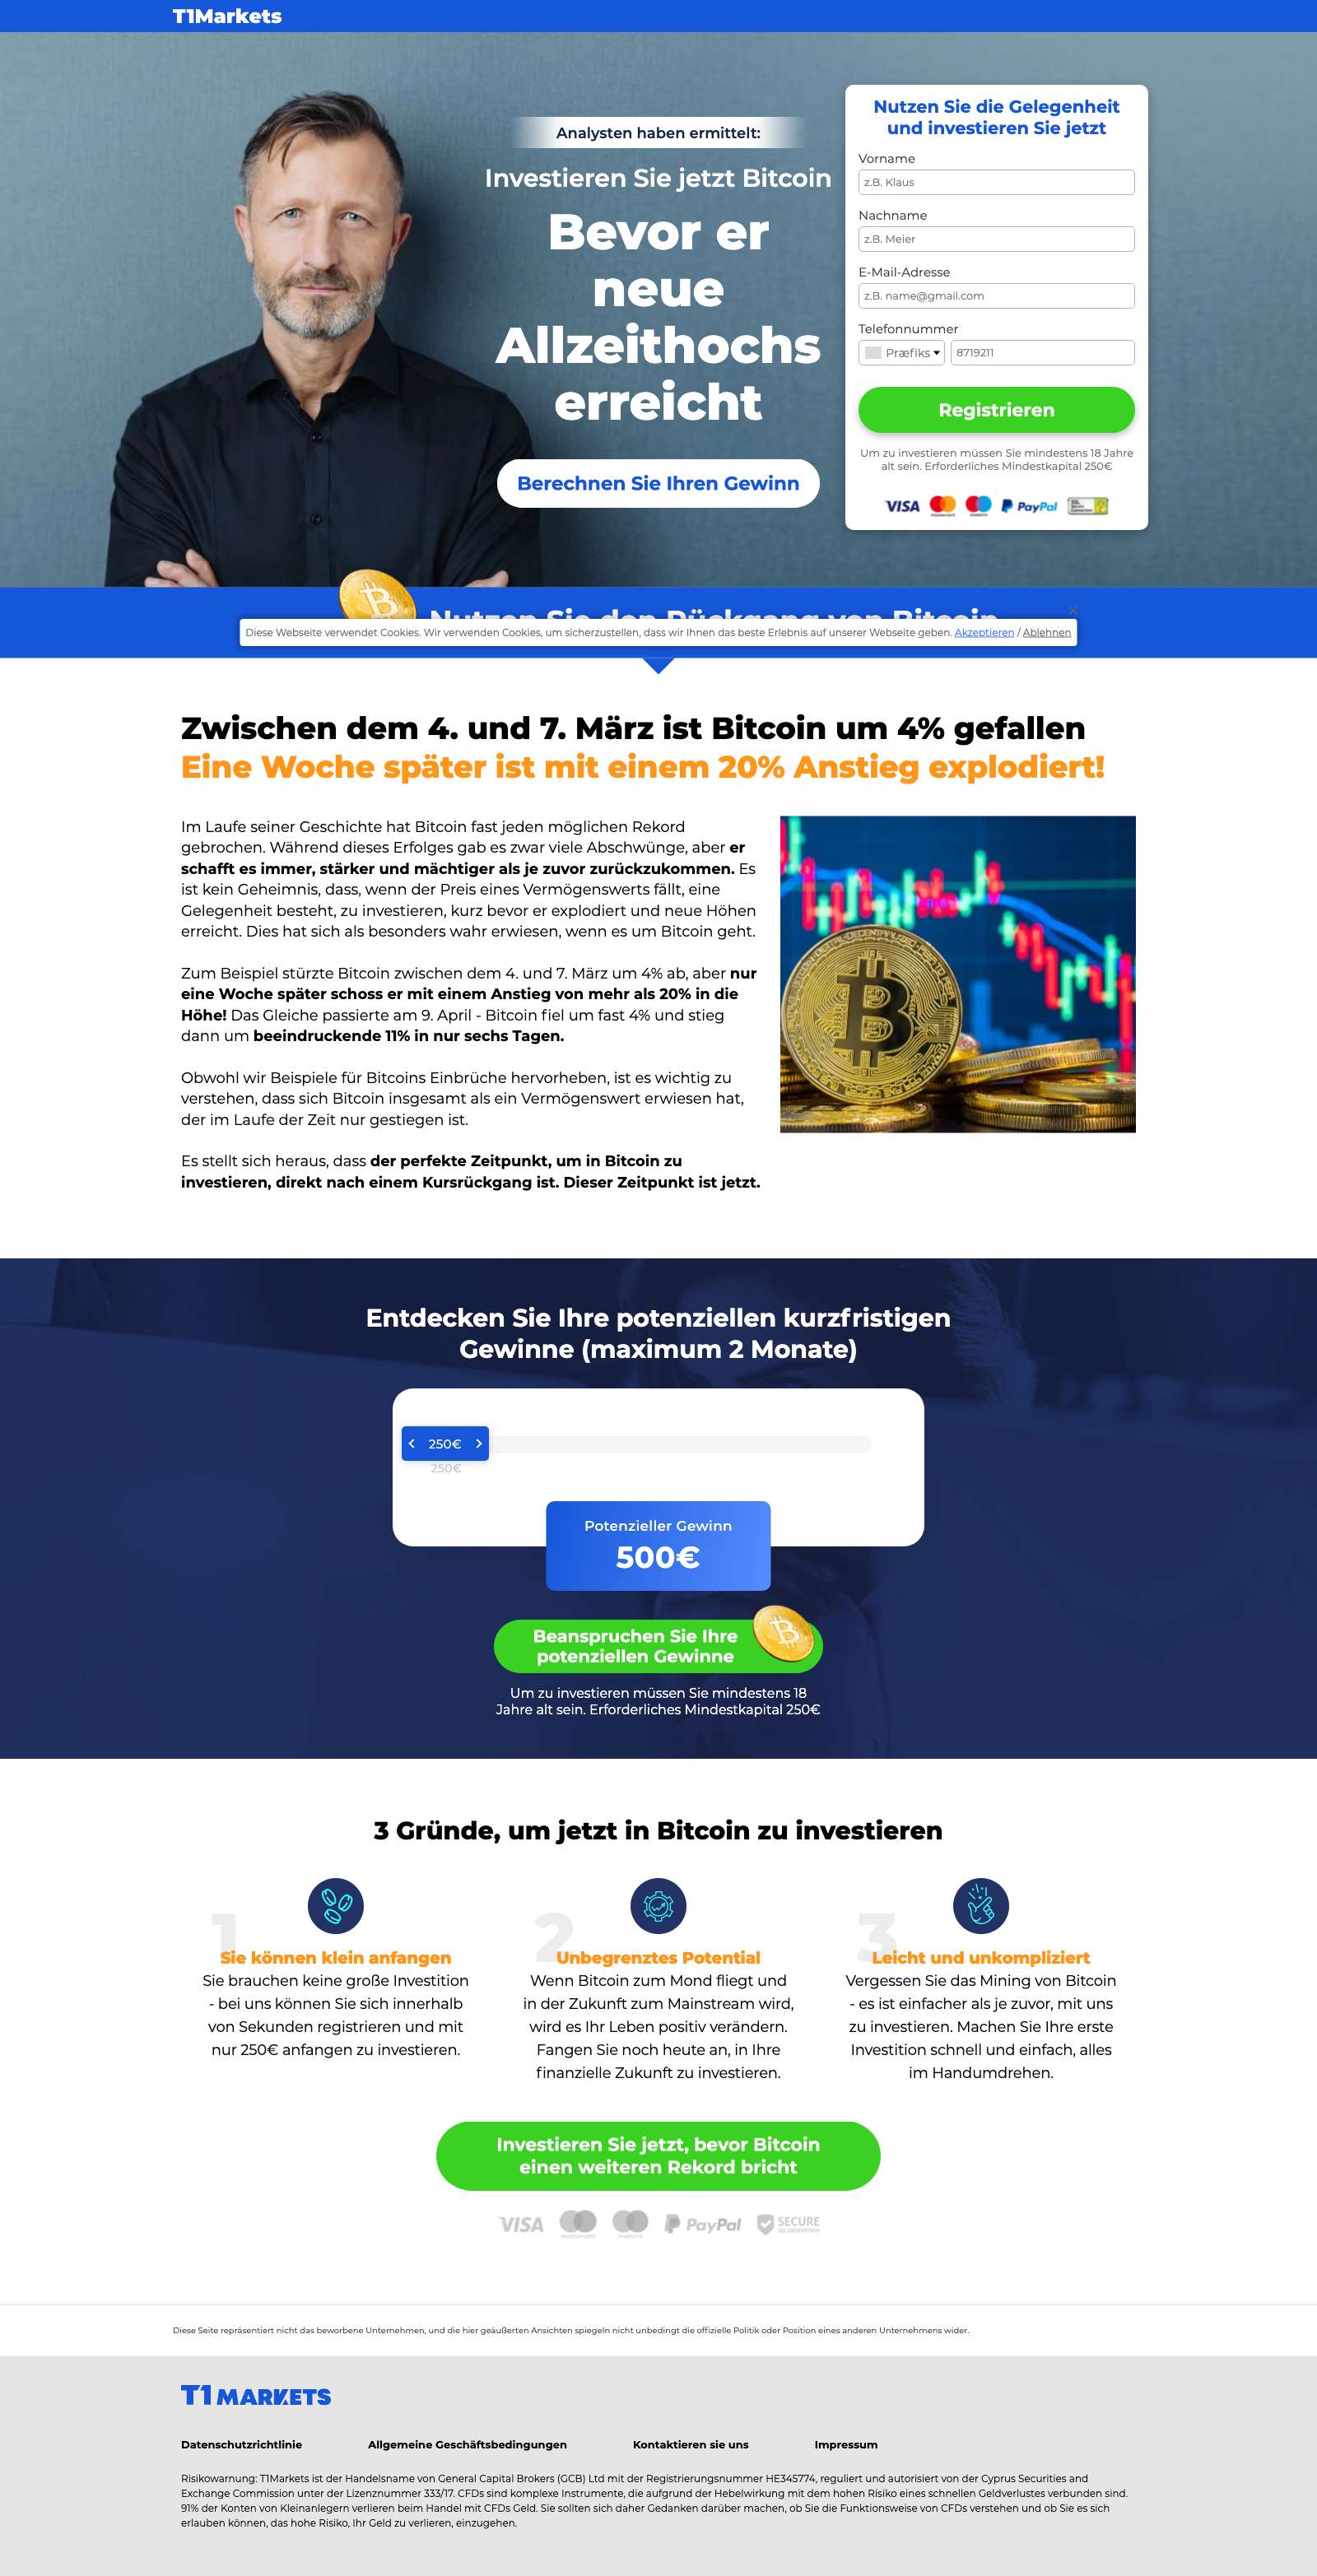 T1Markets
Analysten haben ermittelt:
Investieren Sie jetzt Bitcoin
Bevor er
neue
Allzeithochs
erreicht
Berechnen Sie Ihren Gewinn
Nutzen Sie die Gelegenheit
und investieren Sie jetzt
Vorname
z.B. Klaus
Nachname
z.B. Meier
E-Mail-Adresse
z.B. name@gmail.com
Telefonnummer
Præfiks 8719211
Registrieren
Um zu investieren müssen Sie mindestens 18 Jahre
alt sein. Erforderliches Mindestkapital 250€
VISA PayPal
Nutzen Sie den Rückgang von Bitcoin
Diese Webseite verwendet Cookies. Wir verwenden Cookies, um sicherzustellen, dass wir Ihnen das beste Erlebnis auf unserer Webseite geben. Akzeptieren / Ablehnen
Zwischen dem 4. und 7. März ist Bitcoin um 4% gefallen
Eine Woche später ist mit einem 20% Anstieg explodiert!
Im Laufe seiner Geschichte hat Bitcoin fast jeden möglichen Rekord
gebrochen. Während dieses Erfolges gab es zwar viele Abschwünge, aber er
schafft es immer, stärker und mächtiger als je zuvor zurückzukommen. Es
ist kein Geheimnis, dass, wenn der Preis eines Vermögenswerts fällt, eine
Gelegenheit besteht, zu investieren, kurz bevor er explodiert und neue Höhen
erreicht. Dies hat sich als besonders wahr erwiesen, wenn es um Bitcoin geht.
Zum Beispiel stürzte Bitcoin zwischen dem 4. und 7. März um 4% ab, aber nur
eine Woche später schoss er mit einem Anstieg von mehr als 20% in die
Höhe! Das Gleiche passierte am 9. April - Bitcoin fiel um fast 4% und stieg
dann um beeindruckende 11% in nur sechs Tagen.
Obwohl wir Beispiele für Bitcoins Einbrüche hervorheben, ist es wichtig zu
verstehen, dass sich Bitcoin insgesamt als ein Vermögenswert erwiesen hat,
der im Laufe der Zeit nur gestiegen ist.
Es stellt sich heraus, dass der perfekte Zeitpunkt, um in Bitcoin zu
investieren, direkt nach einem Kursrückgang ist. Dieser Zeitpunkt ist jetzt.
Entdecken Sie Ihre potenziellen kurzfristigen
Gewinne (maximum 2 Monate)
250€
250€
Potenzieller Gewinn
500€
Beanspruchen Sie Ihre
potenziellen Gewinne
Um zu investieren müssen Sie mindestens 18
Jahre alt sein. Erforderliches Mindestkapital 250€
3 Gründe, um jetzt in Bitcoin zu investieren
1
Sie können klein anfangen
Sie brauchen keine große Investition
- bei uns können Sie sich innerhalb
von Sekunden registrieren und mit
nur 250€ anfangen zu investieren.
2
Unbegrenztes Potential
Wenn Bitcoin zum Mond fliegt und
in der Zukunft zum Mainstream wird,
wird es Ihr Leben positiv verändern.
Fangen Sie noch heute an, in Ihre
finanzielle Zukunft zu investieren.
3
Leicht und unkompliziert
Vergessen Sie das Mining von Bitcoin
- es ist einfacher als je zuvor, mit uns
zu investieren. Machen Sie Ihre erste
Investition schnell und einfach, alles
im Handumdrehen.
Investieren Sie jetzt, bevor Bitcoin
einen weiteren Rekord bricht
VISA PayPal SECURE
SSL ENCRYPTION
Diese Seite repräsentiert nicht das beworbene Unternehmen, und die hier geäußerten Ansichten spiegeln nicht unbedingt die offizielle Politik oder Position eines anderen Unternehmens wider.
T1 MARKETS
Datenschutzrichtlinie Allgemeine Geschäftsbedingungen Kontaktieren sie uns Impressum
Risikowarnung: T1Markets ist der Handelsname von General Capital Brokers (GCB) Ltd mit der Registrierungsnummer HE345774, reguliert und autorisiert von der Cyprus Securities and
Exchange Commission unter der Lizenznummer 333/17. CFDs sind komplexe Instrumente, die aufgrund der Hebelwirkung mit dem hohen Risiko eines schnellen Geldverlustes verbunden sind.
91% der Konten von Kleinanlegern verlieren beim Handel mit CFDs Geld. Sie sollten sich daher Gedanken darüber machen, ob Sie die Funktionsweise von CFDs verstehen und ob Sie es sich
erlauben können, das hohe Risiko, Ihr Geld zu verlieren, einzugehen.